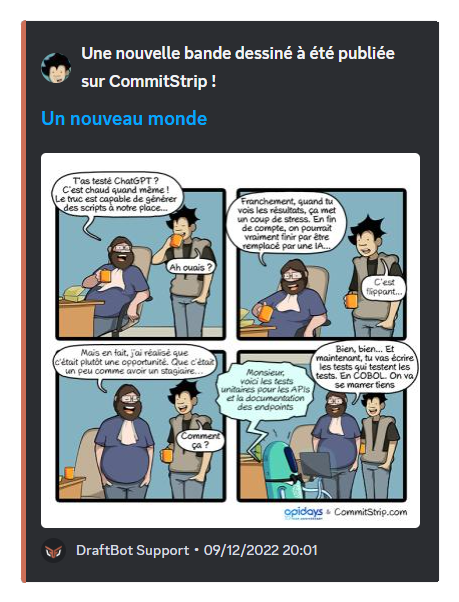 Une nouvelle bande dessiné à été publiée
sur CommitStrip !
Un nouveau monde
T'as testé ChatGPT ?
C'est chaud quand même !
Le truc est capable de générer
des scripts à notre place...
Ah ouais ?
Franchement, quand tu
vois les résultats, ça met
un coup de stress. En fin
de compte, on pourrait
vraiment finir par être
remplacé par une IA...
C'est
flippant...
Mais en fait, j'ai réalisé que
c'était plutôt une opportunité. Que c'était
un peu comme avoir un stagiaire...
Comment
ça ?
Monsieur,
voici les tests
unitaires pour les APIs
et la documentation
des endpoints
Bien, bien... Et
maintenant, tu vas écrire
les tests qui testent les
tests. En COBOL. On va
se marrer tiens
apidays & CommitStrip.com
DraftBot Support • 09/12/2022 20:01